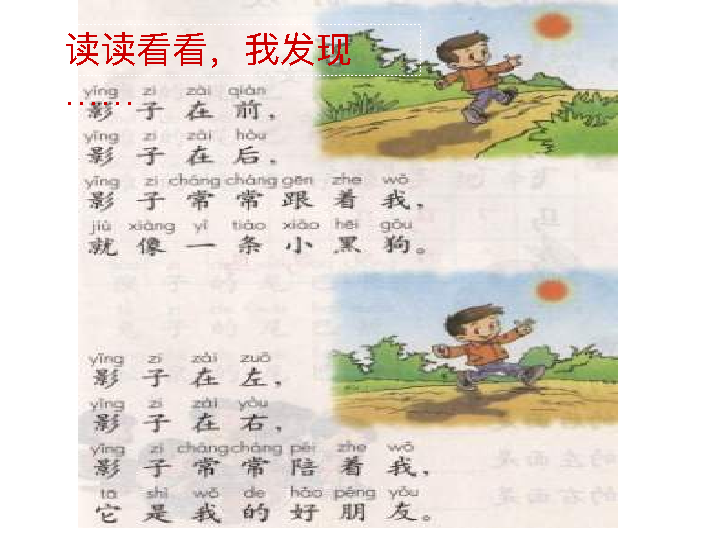 读读看看，我发现
……
yǐng zi zài qián
影子在前，
yǐng zi zài hòu
影子在后，
yǐng zi cháng cháng gēn zhe wǒ
影子常常跟着我，
jiù xiàng yì tiáo xiǎo hēi gǒu
就像一条小黑狗。
yǐng zi zài zuǒ
影子在左，
yǐng zi zài yòu
影子在右，
yǐng zi cháng cháng péi zhe wǒ
影子常常陪着我，
tā shì wǒ de hǎo péng yǒu
它是我的好朋友。